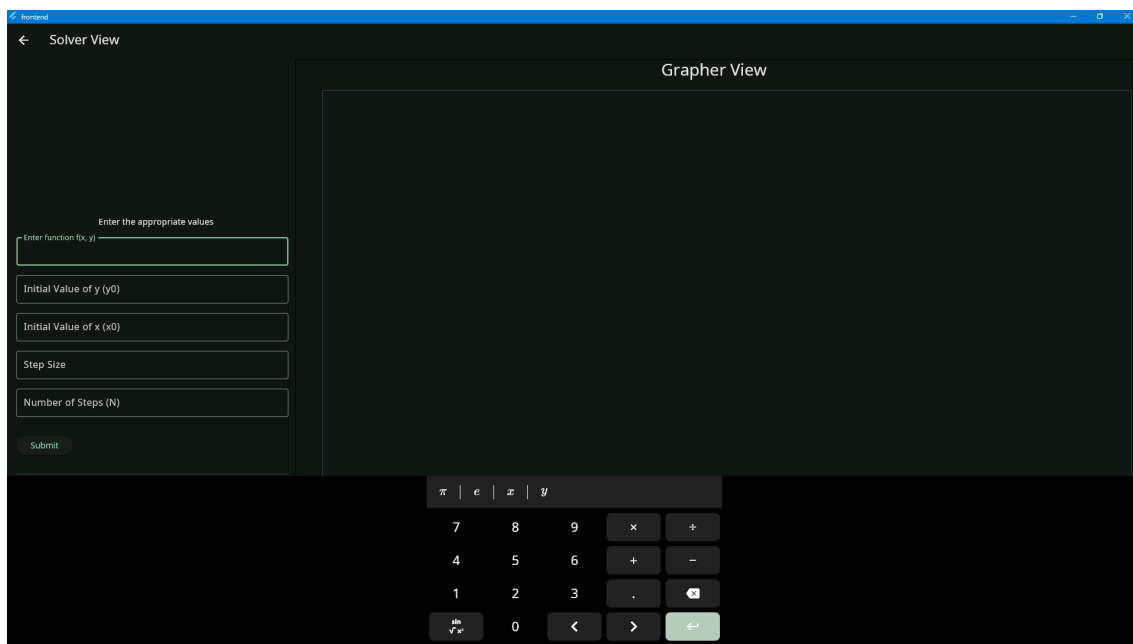 frontend
Solver View
Grapher View
Enter the appropriate values
Enter function f(x, y)
Initial Value of y (y0)
Initial Value of x (x0)
Step Size
Number of Steps (N)
Submit
π | e | x | y
7 8 9 × ÷
4 5 6 + −
1 2 3 .
sin √ x² 0 < >